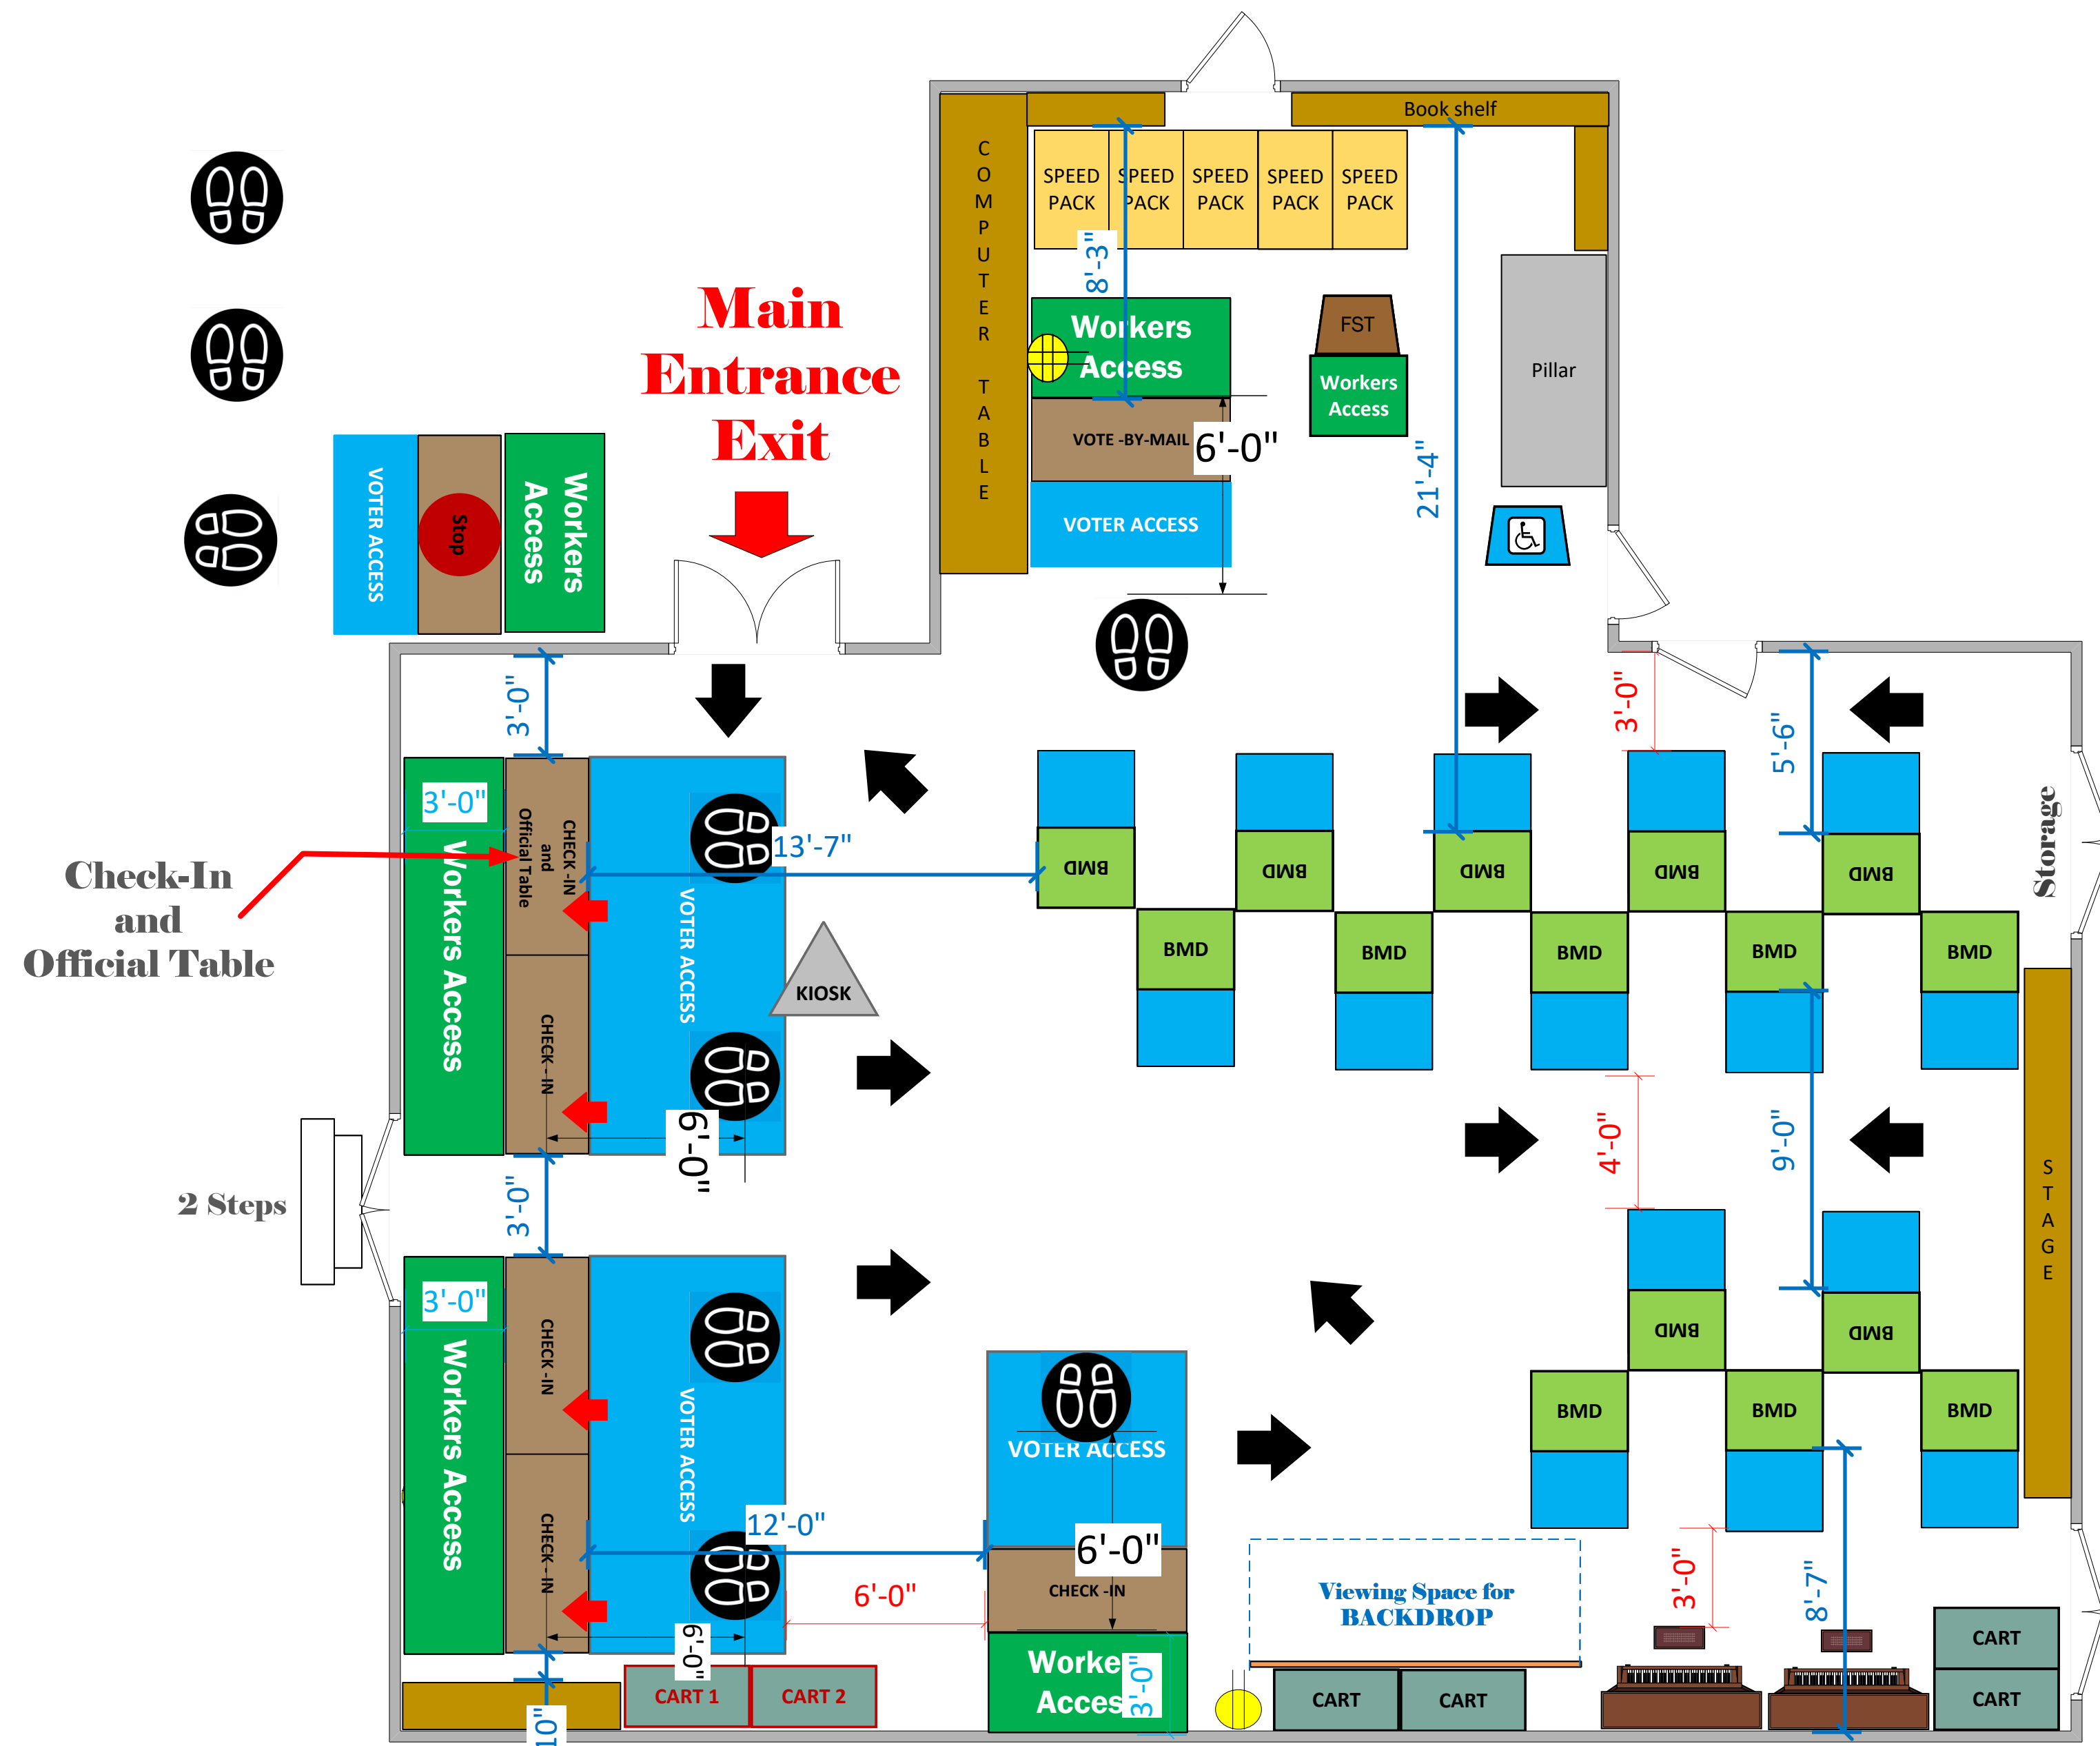 Book shelf
COMPUTER TABLE
SPEED
PACK
SPEED
PACK
SPEED
PACK
SPEED
PACK
SPEED
PACK
8'-3"
Main
Entrance
Exit
Workers
Access
FST
Workers
Access
Pillar
VOTE -BY-MAIL
6'-0"
21'-4"
VOTER ACCESS
VOTER ACCESS
Stop
Workers
Access
3'-0"
3'-0"
5'-6"
3'-0"
Workers Access
CHECK -IN
and
Official Table
VOTER ACCESS
13'-7"
Check-In
and
Official Table
KIOSK
CHECK - IN
6'-0"
BMD
BMD
BMD
BMD
BMD
BMD
BMD
BMD
BMD
BMD
Storage
4'-0"
9'-0"
STAGE
2 Steps
3'-0"
3'-0"
Workers Access
CHECK -IN
VOTER ACCESS
CHECK - IN
6'-0"
12'-0"
6'-0"
VOTER ACCESS
6'-0"
CHECK -IN
Worke
Acces
3'-0"
BMD
BMD
BMD
BMD
BMD
3'-0"
8'-7"
Viewing Space for
BACKDROP
CART 1
CART 2
CART
CART
CART
CART